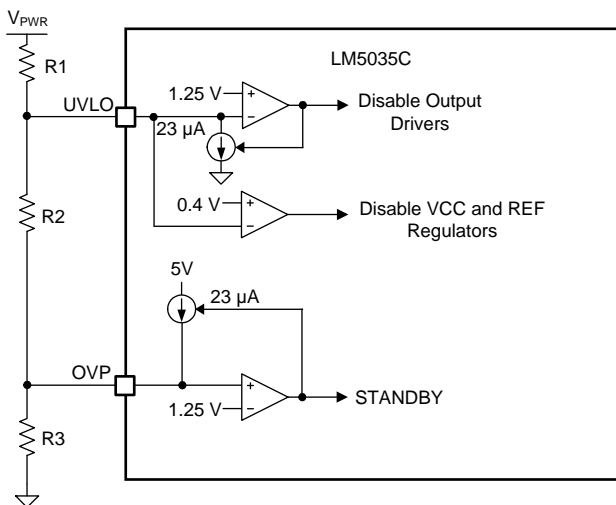 VPWR
R1
LM5035C
UVLO
1.25 V
+
−
Disable Output
Drivers
23 µA
R2
0.4 V
+
−
Disable VCC and REF
Regulators
5V
23 µA
OVP
+
−
1.25 V
STANDBY
R3